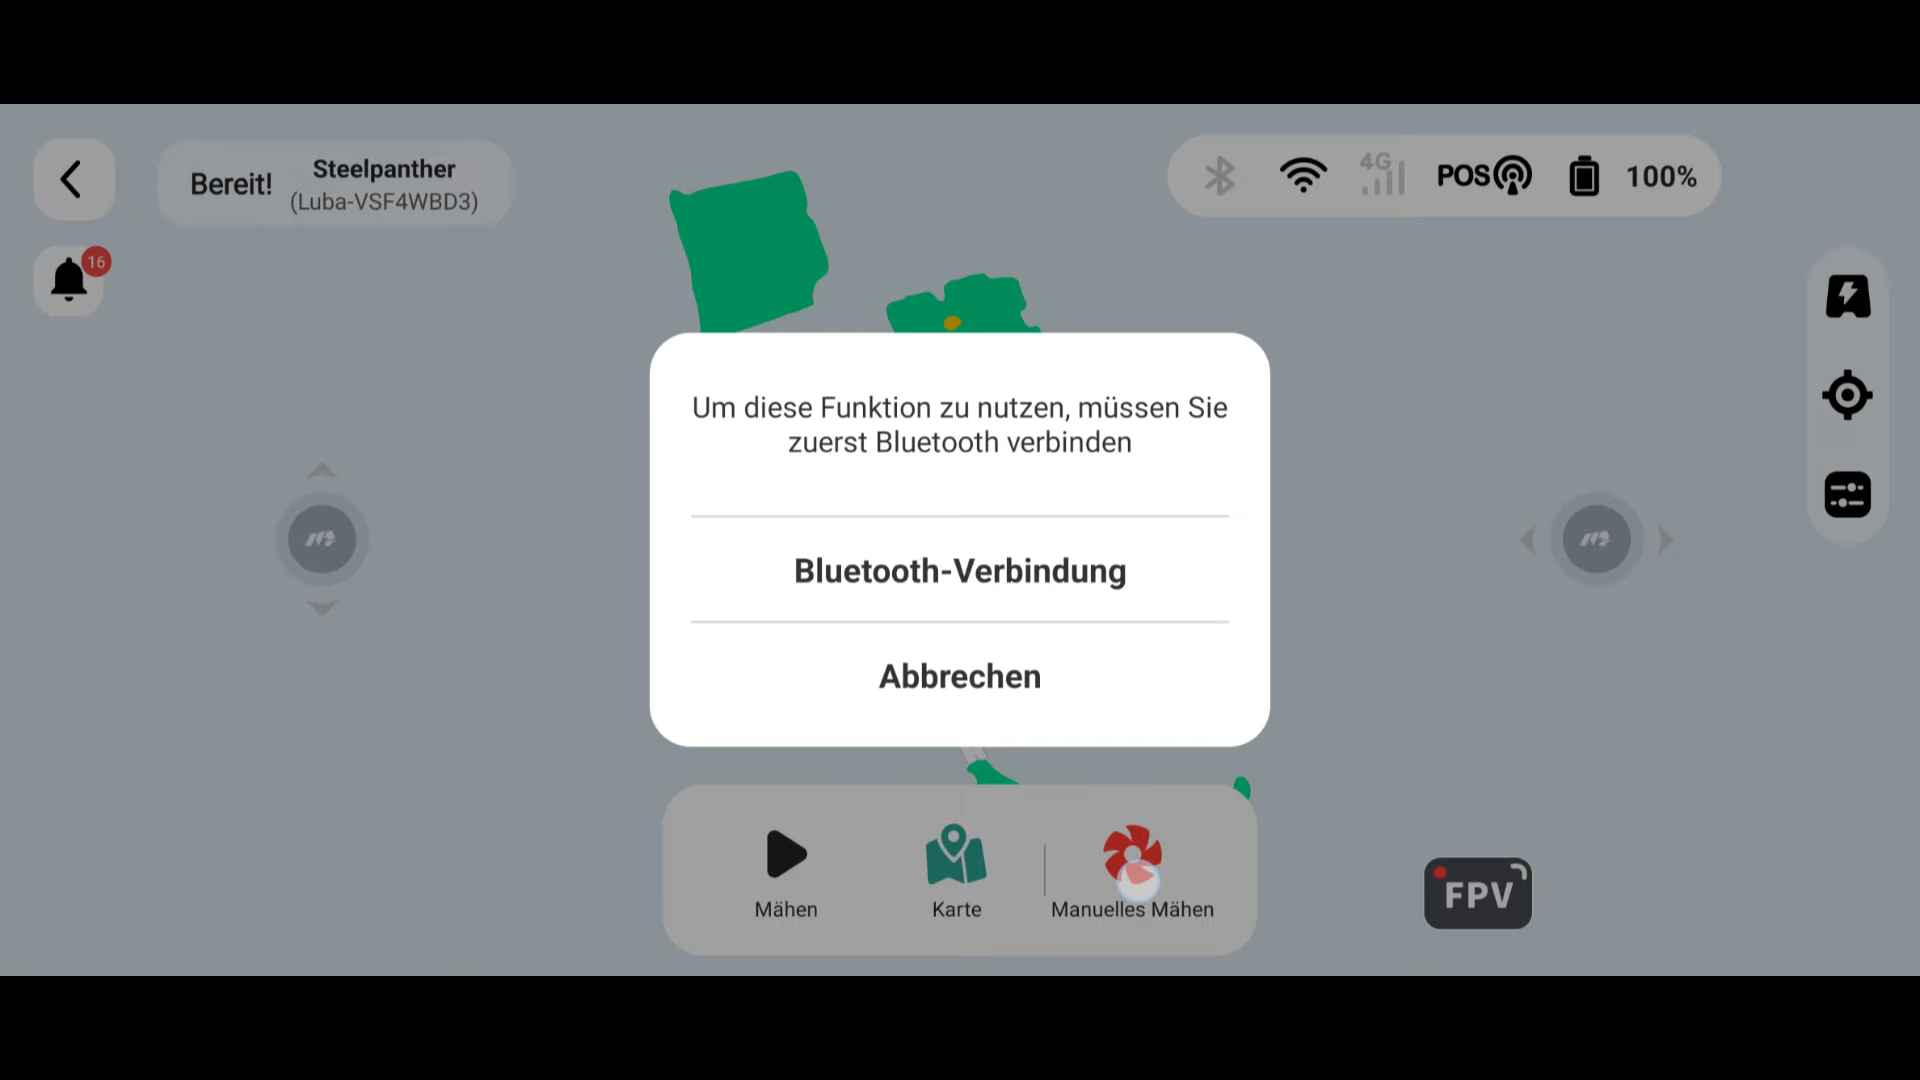 Bereit!
Steelpanther
(Luba-VSF4WBD3)
4G
POS
100%
16
Um diese Funktion zu nutzen, müssen Sie
zuerst Bluetooth verbinden
Bluetooth-Verbindung
Abbrechen
Mähen
Karte
Manuelles Mähen
FPV